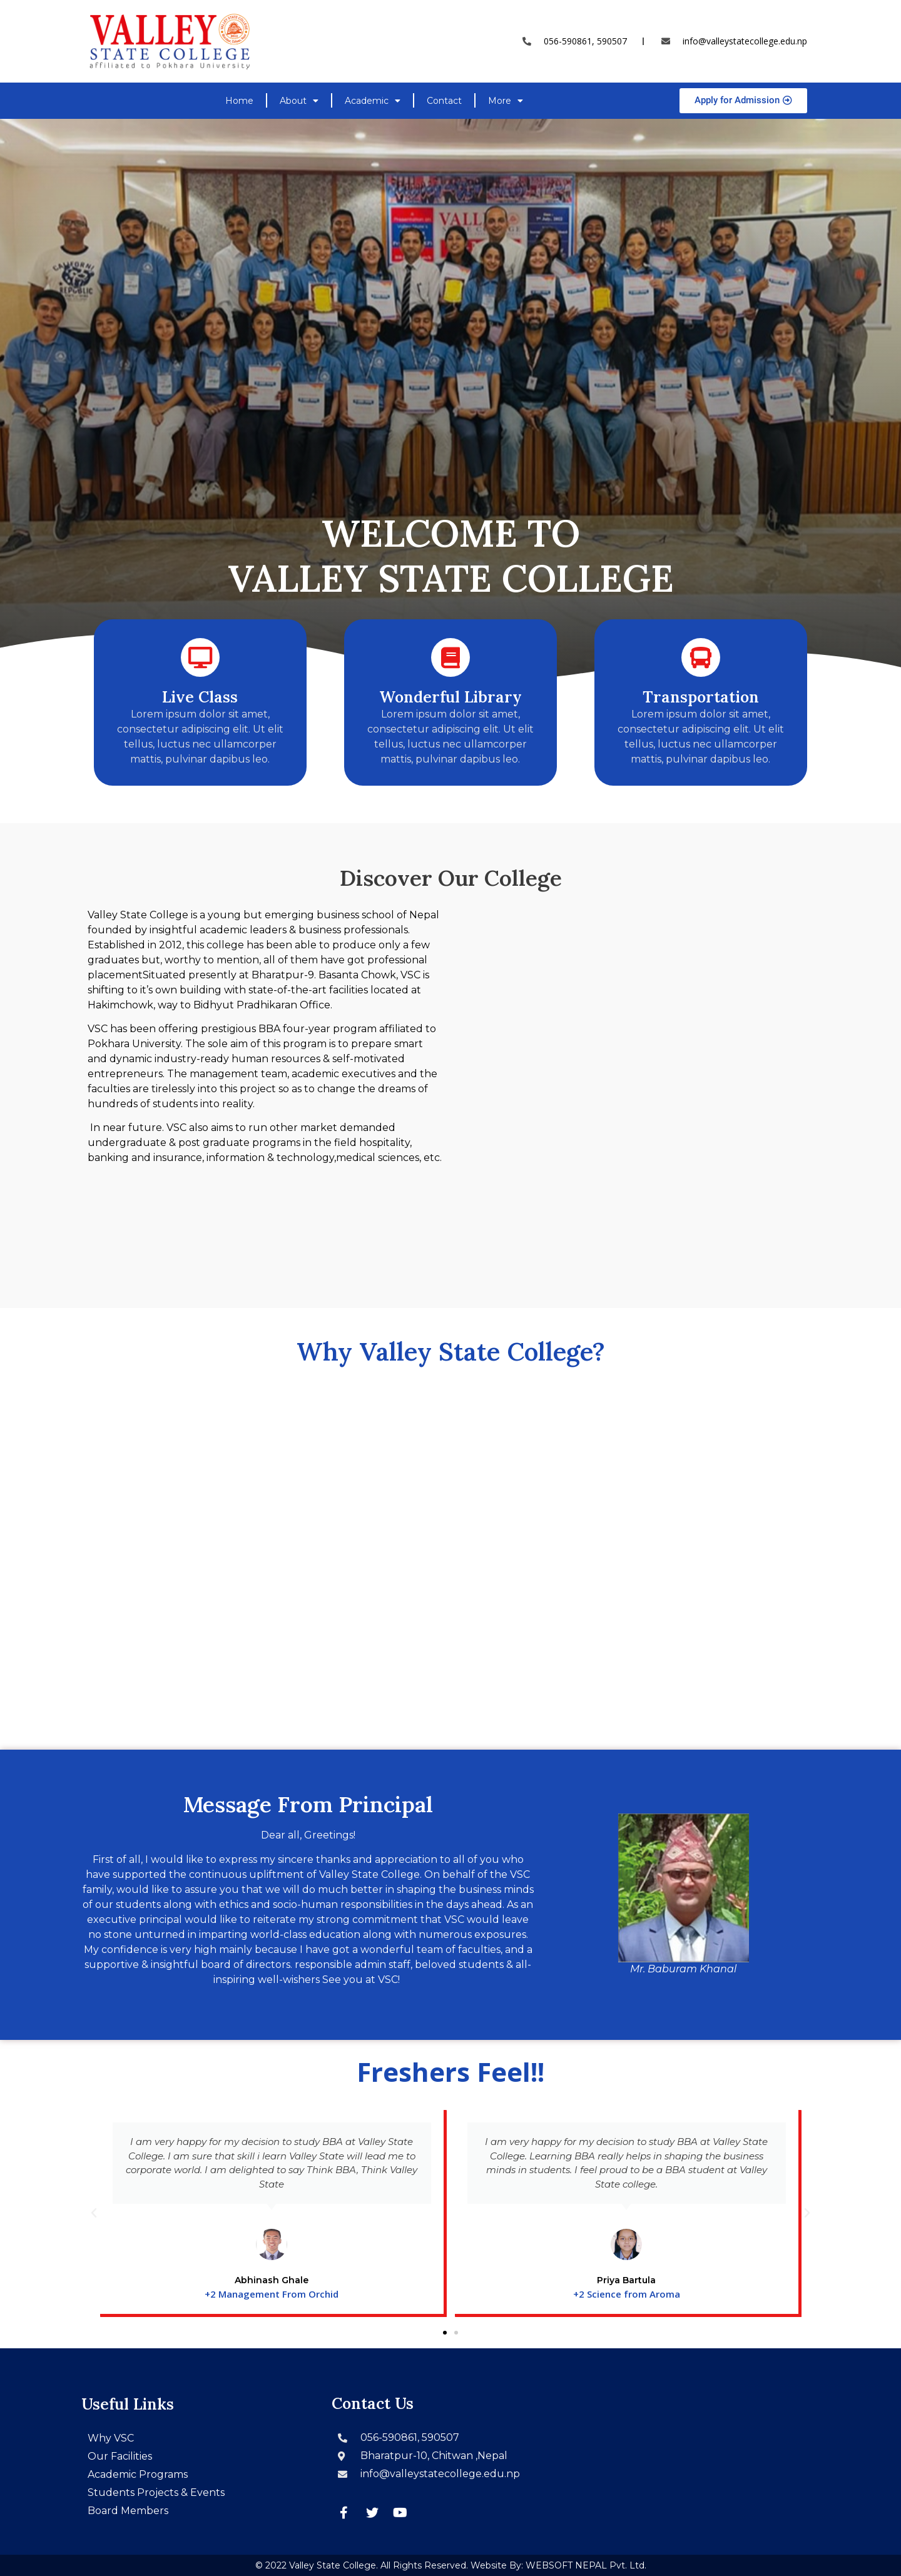 VALLEY
STATE COLLEGE
affiliated to Pokhara University
056-590861, 590507
info@valleystatecollege.edu.np
Home
About
Academic
Contact
More
Apply for Admission
WELCOME TO
VALLEY STATE COLLEGE
Live Class
Lorem ipsum dolor sit amet,
consectetur adipiscing elit. Ut elit
tellus, luctus nec ullamcorper
mattis, pulvinar dapibus leo.
Wonderful Library
Lorem ipsum dolor sit amet,
consectetur adipiscing elit. Ut elit
tellus, luctus nec ullamcorper
mattis, pulvinar dapibus leo.
Transportation
Lorem ipsum dolor sit amet,
consectetur adipiscing elit. Ut elit
tellus, luctus nec ullamcorper
mattis, pulvinar dapibus leo.
Discover Our College
Valley State College is a young but emerging business school of Nepal
founded by insightful academic leaders & business professionals.
Established in 2012, this college has been able to produce only a few
graduates but, worthy to mention, all of them have got professional
placementSituated presently at Bharatpur-9. Basanta Chowk, VSC is
shifting to it's own building with state-of-the-art facilities located at
Hakimchowk, way to Bidhyut Pradhikaran Office.
VSC has been offering prestigious BBA four-year program affiliated to
Pokhara University. The sole aim of this program is to prepare smart
and dynamic industry-ready human resources & self-motivated
entrepreneurs. The management team, academic executives and the
faculties are tirelessly into this project so as to change the dreams of
hundreds of students into reality.
In near future. VSC also aims to run other market demanded
undergraduate & post graduate programs in the field hospitality,
banking and insurance, information & technology,medical sciences, etc.
Why Valley State College?
Message From Principal
Dear all, Greetings!
First of all, I would like to express my sincere thanks and appreciation to all of you who
have supported the continuous upliftment of Valley State College. On behalf of the VSC
family, would like to assure you that we will do much better in shaping the business minds
of our students along with ethics and socio-human responsibilities in the days ahead. As an
executive principal would like to reiterate my strong commitment that VSC would leave
no stone unturned in imparting world-class education along with numerous exposures.
My confidence is very high mainly because I have got a wonderful team of faculties, and a
supportive & insightful board of directors. responsible admin staff, beloved students & all-
inspiring well-wishers See you at VSC!
Mr. Baburam Khanal
Freshers Feel!!
I am very happy for my decision to study BBA at Valley State
College. I am sure that skill i learn Valley State will lead me to
corporate world. I am delighted to say Think BBA, Think Valley
State
Abhinash Ghale
+2 Management From Orchid
I am very happy for my decision to study BBA at Valley State
College. Learning BBA really helps in shaping the business
minds in students. I feel proud to be a BBA student at Valley
State college.
Priya Bartula
+2 Science from Aroma
Useful Links
Why VSC
Our Facilities
Academic Programs
Students Projects & Events
Board Members
Contact Us
056-590861, 590507
Bharatpur-10, Chitwan ,Nepal
info@valleystatecollege.edu.np
© 2022 Valley State College. All Rights Reserved. Website By: WEBSOFT NEPAL Pvt. Ltd.